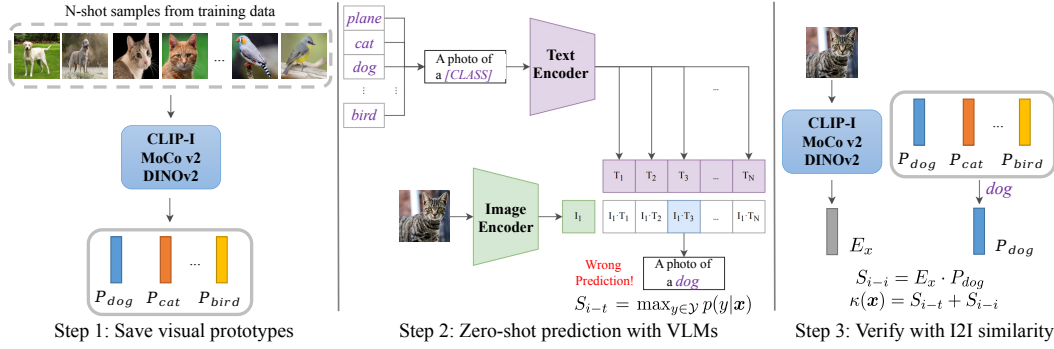 N-shot samples from training data
...
CLIP-I
MoCo v2
DINOv2
P_dog P_cat ... P_bird
Step 1: Save visual prototypes
plane
cat
dog
⋮ ⋮
bird
A photo of
a [CLASS]
Text
Encoder
...
T_1 T_2 T_3 ... T_N
Image
Encoder
I_1
I_1·T_1 I_1·T_2 I_1·T_3 ... I_1·T_N
Wrong
Prediction!
A photo of
a dog
S_{i-t} = max_{y∈𝒴} p(y|𝒙)
Step 2: Zero-shot prediction with VLMs
CLIP-I
MoCo v2
DINOv2
P_dog P_cat ... P_bird
dog
E_x
P_dog
S_{i-i} = E_x · P_dog
κ(𝒙) = S_{i-t} + S_{i-i}
Step 3: Verify with I2I similarity